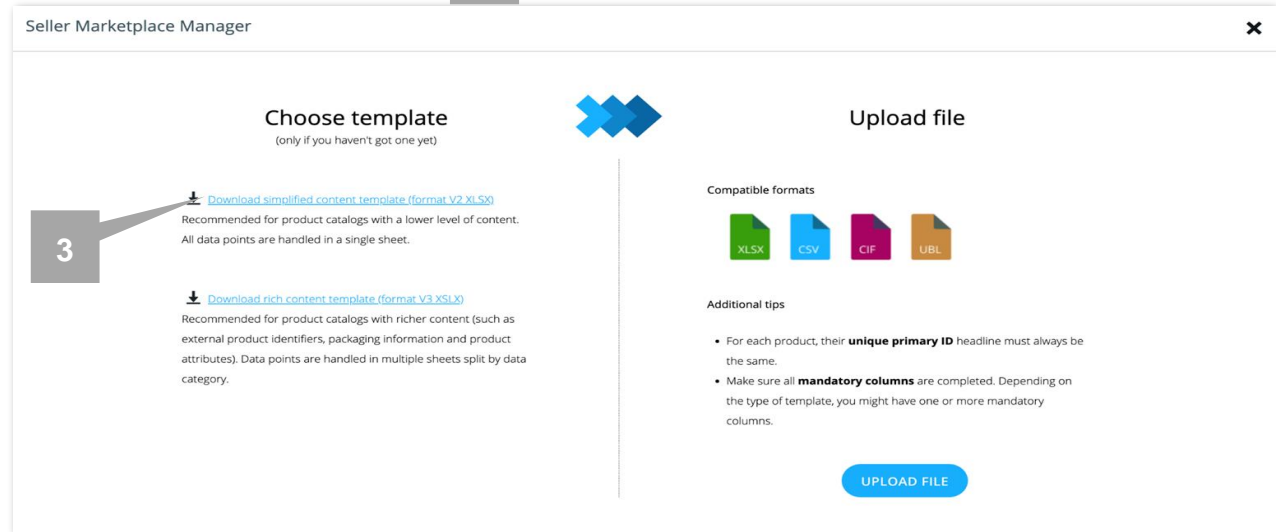 Seller Marketplace Manager
Choose template
(only if you haven't got one yet)
Download simplified content template (format V2 XLSX)
Recommended for product catalogs with a lower level of content.
All data points are handled in a single sheet.
3
Download rich content template (format V3 XSLX)
Recommended for product catalogs with richer content (such as
external product identifiers, packaging information and product
attributes). Data points are handled in multiple sheets split by data
category.
Upload file
Compatible formats
XLSX CSV CIF UBL
Additional tips
• For each product, their unique primary ID headline must always be
the same.
• Make sure all mandatory columns are completed. Depending on
the type of template, you might have one or more mandatory
columns.
UPLOAD FILE